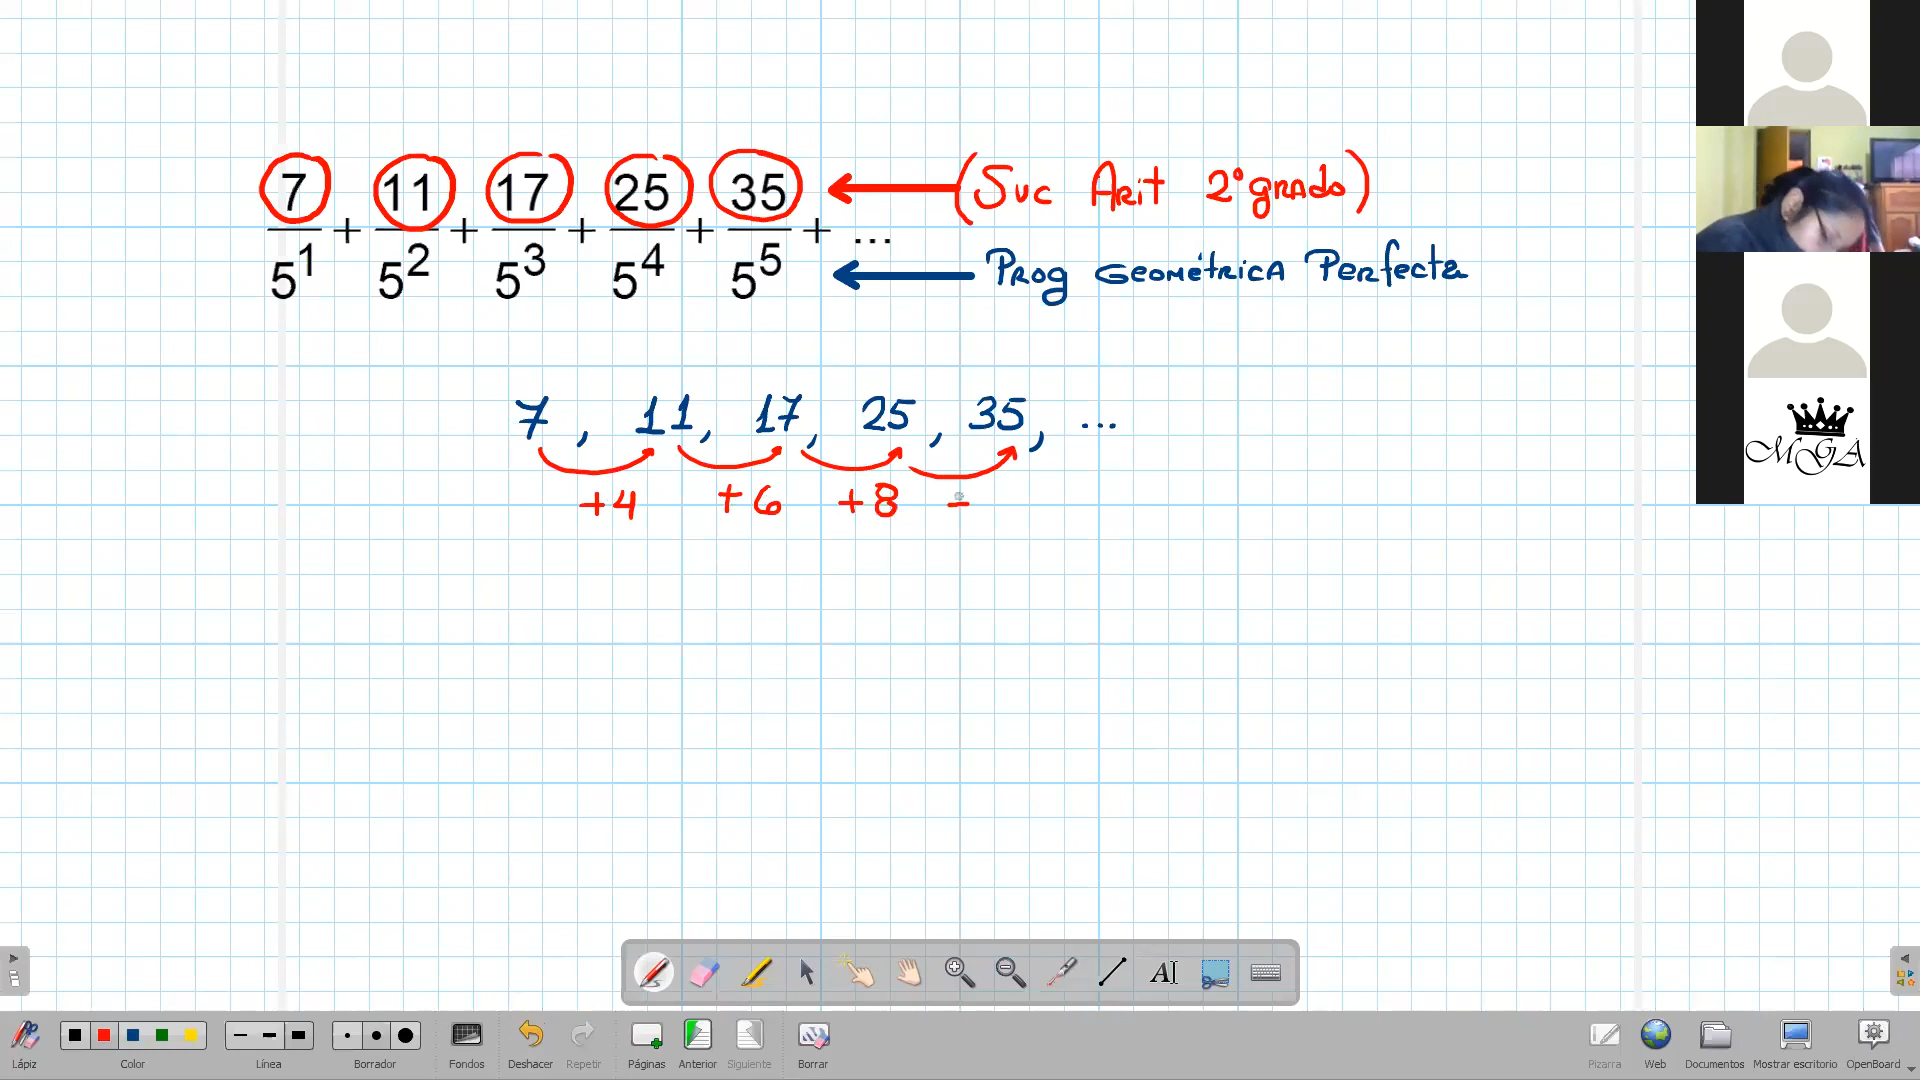 7 11 17 25 35 (Suc Arit 2°grado)
+ + + + + ...
5^1 5^2 5^3 5^4 5^5 Prog Geométrica Perfecta
7, 11, 17, 25, 35, ...
+4 +6 +8 -
MGA
Lápiz Color Línea Borrador Fondos Deshacer Repetir Páginas Anterior Siguiente Borrar Pizarra Web Documentos Mostrar escritorio OpenBoard